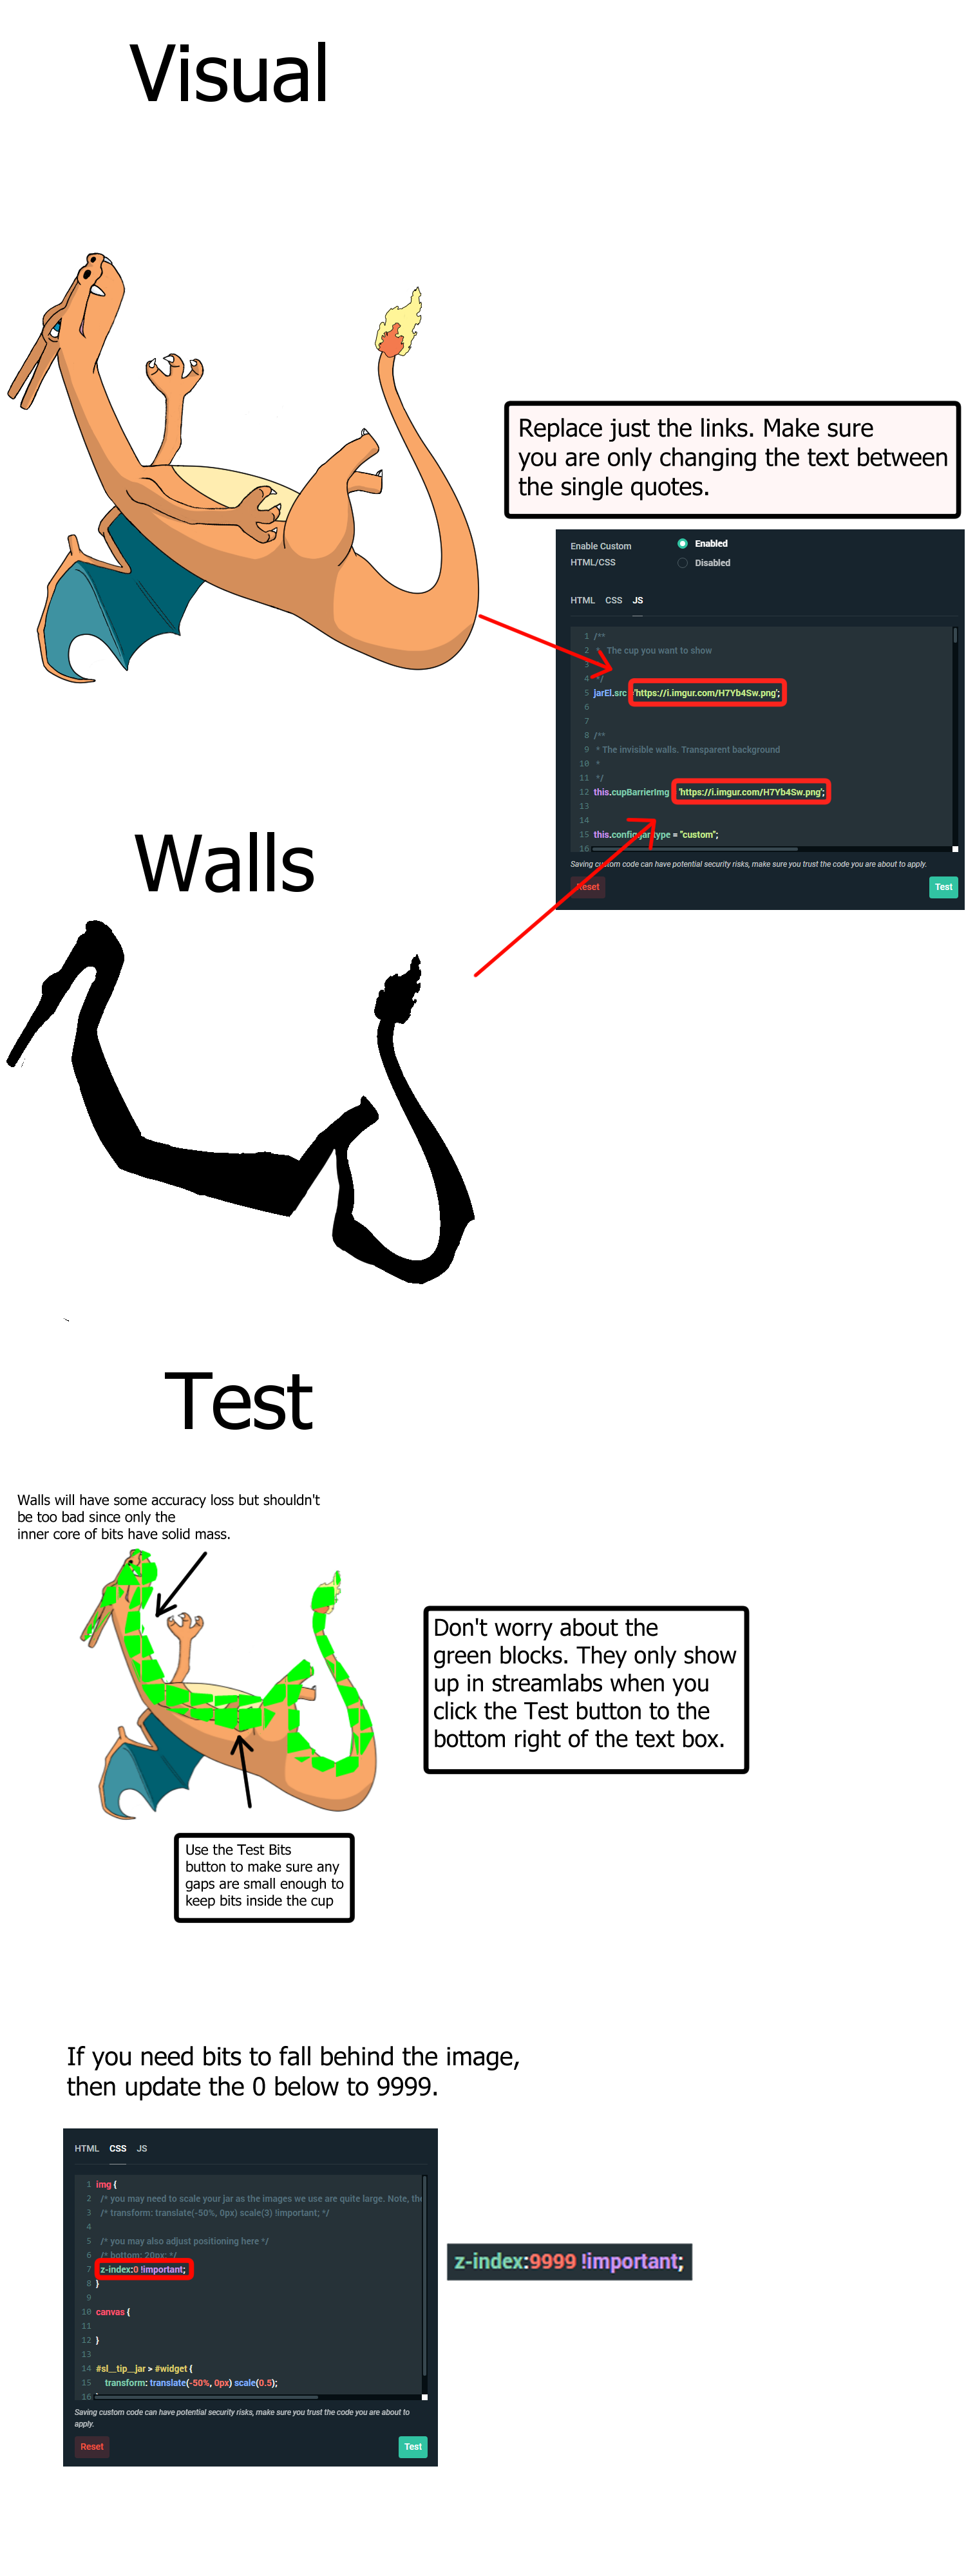 Visual
Replace just the links. Make sure
you are only changing the text between
the single quotes.
Enable Custom
HTML/CSS
Enabled
Disabled
HTML CSS JS
1 /**
2 * The cup you want to show
3
4 */
5 jarEl.src 'https://i.imgur.com/H7Yb4Sw.png';
6
7
8 /**
9 * The invisible walls. Transparent background
10 *
11 */
12 this.cupBarrierImg 'https://i.imgur.com/H7Yb4Sw.png';
13
14
15 this.config.jar.type = "custom";
16
Saving custom code can have potential security risks, make sure you trust the code you are about to apply.
Reset Test
Walls
Test
Walls will have some accuracy loss but shouldn't
be too bad since only the
inner core of bits have solid mass.
Don't worry about the
green blocks. They only show
up in streamlabs when you
click the Test button to the
bottom right of the text box.
Use the Test Bits
button to make sure any
gaps are small enough to
keep bits inside the cup
If you need bits to fall behind the image,
then update the 0 below to 9999.
HTML CSS JS
1 img {
2 /* you may need to scale your jar as the images we use are quite large. Note, the
3 /* transform: translate(-50%, 0px) scale(3) !important; */
4
5 /* you may also adjust positioning here */
6 /* bottom: 20px; */
7 z-index:0 !important;
8 }
9
10 canvas {
11
12 }
13
14 #sl__tip__jar > #widget {
15 transform: translate(-50%, 0px) scale(0.5);
16
Saving custom code can have potential security risks, make sure you trust the code you are about to
apply.
Reset Test
z-index:9999 !important;